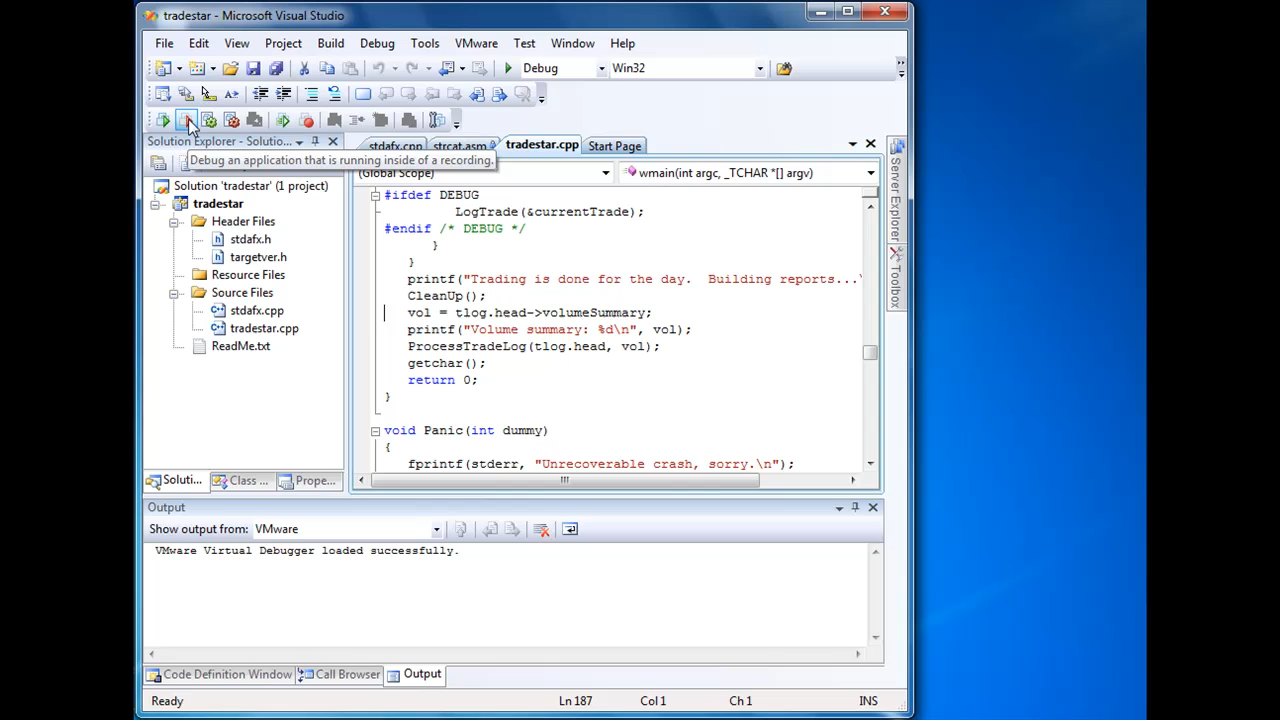 tradestar - Microsoft Visual Studio
File Edit View Project Build Debug Tools VMware Test Window Help
Debug Win32
Solution Explorer - Solutio...
stdafx.cpp strcat.asm tradestar.cpp Start Page
Debug an application that is running inside of a recording.
(Global Scope) wmain(int argc, _TCHAR *[] argv)
Solution 'tradestar' (1 project)
tradestar
Header Files
stdafx.h
targetver.h
Resource Files
Source Files
stdafx.cpp
tradestar.cpp
ReadMe.txt
#ifdef DEBUG
LogTrade(&currentTrade);
#endif /* DEBUG */
}
}
printf("Trading is done for the day.  Building reports...\
CleanUp();
vol = tlog.head->volumeSummary;
printf("Volume summary: %d\n", vol);
ProcessTradeLog(tlog.head, vol);
getchar();
return 0;
}
void Panic(int dummy)
{
fprintf(stderr, "Unrecoverable crash, sorry.\n");
Server Explorer
Toolbox
Soluti... Class ... Prope...
Output
Show output from: VMware
VMware Virtual Debugger loaded successfully.
Code Definition Window Call Browser Output
Ready Ln 187 Col 1 Ch 1 INS